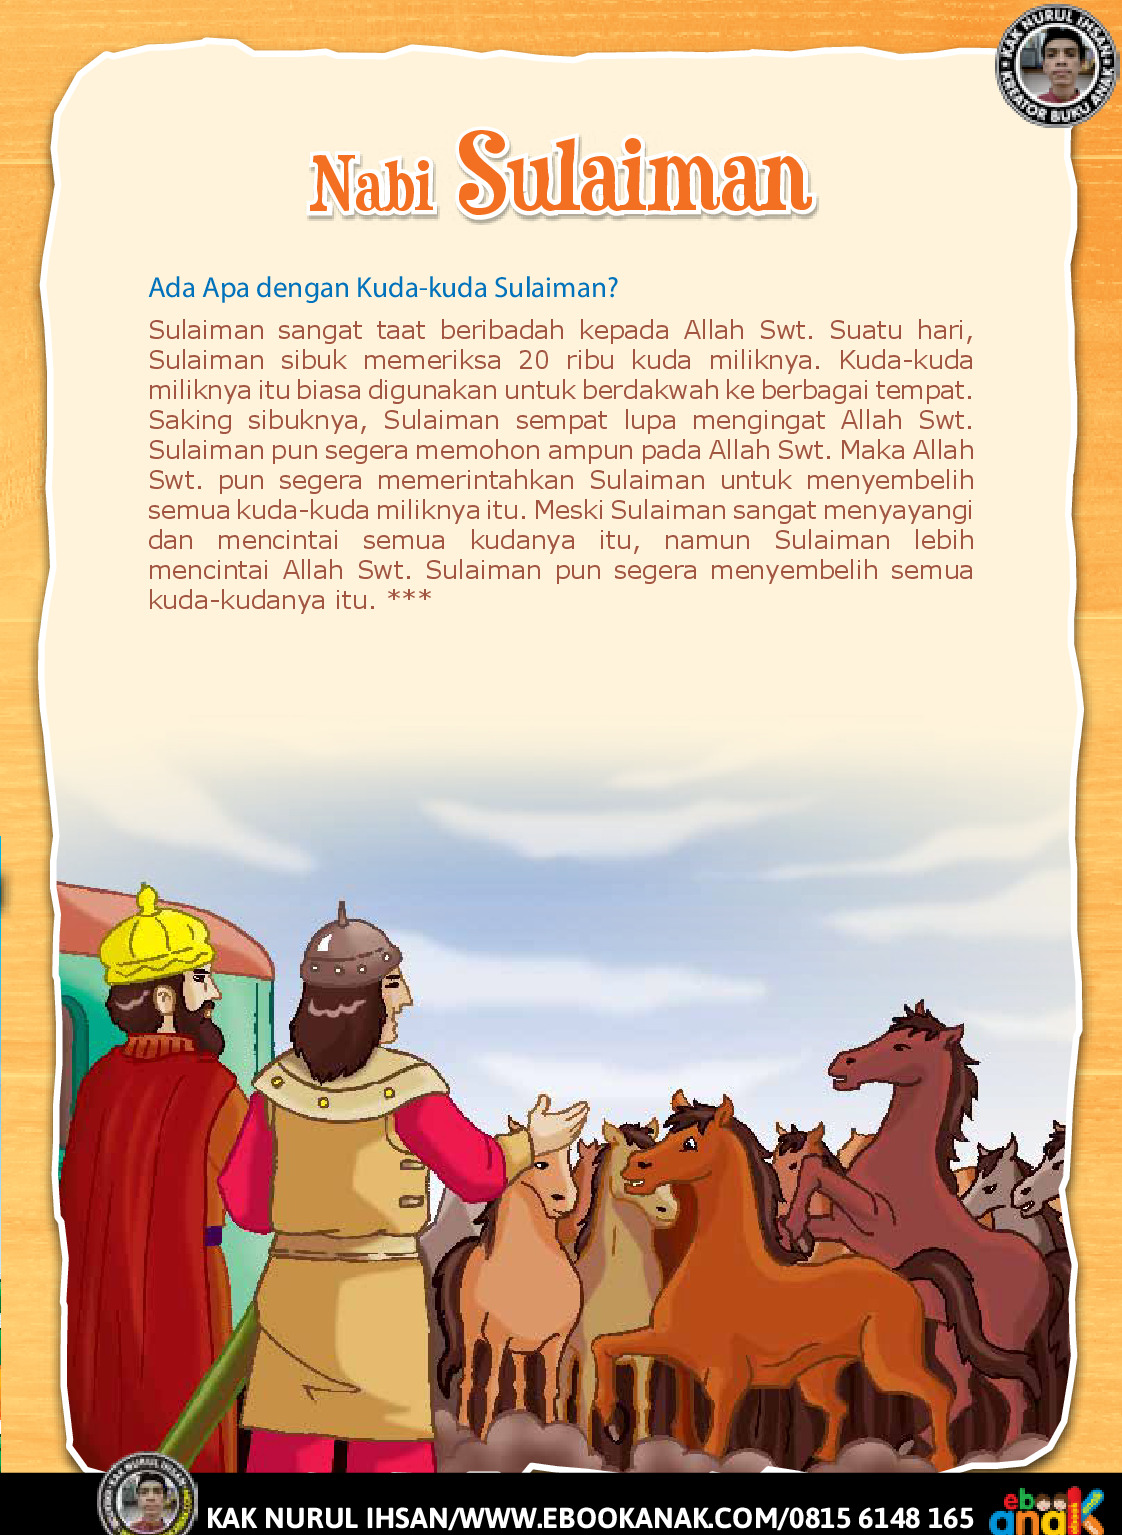 KAK NURUL IHSAN
KREATOR BUKU ANAK
Nabi Sulaiman
Ada Apa dengan Kuda-kuda Sulaiman?
Sulaiman sangat taat beribadah kepada Allah Swt. Suatu hari,
Sulaiman sibuk memeriksa 20 ribu kuda miliknya. Kuda-kuda
miliknya itu biasa digunakan untuk berdakwah ke berbagai tempat.
Saking sibuknya, Sulaiman sempat lupa mengingat Allah Swt.
Sulaiman pun segera memohon ampun pada Allah Swt. Maka Allah
Swt. pun segera memerintahkan Sulaiman untuk menyembelih
semua kuda-kuda miliknya itu. Meski Sulaiman sangat menyayangi
dan mencintai semua kudanya itu, namun Sulaiman lebih
mencintai Allah Swt. Sulaiman pun segera menyembelih semua
kuda-kudanya itu. ***
KAK NURUL IHSAN
KAK NURUL IHSAN/WWW.EBOOKANAK.COM/0815 6148 165
ebook
anak